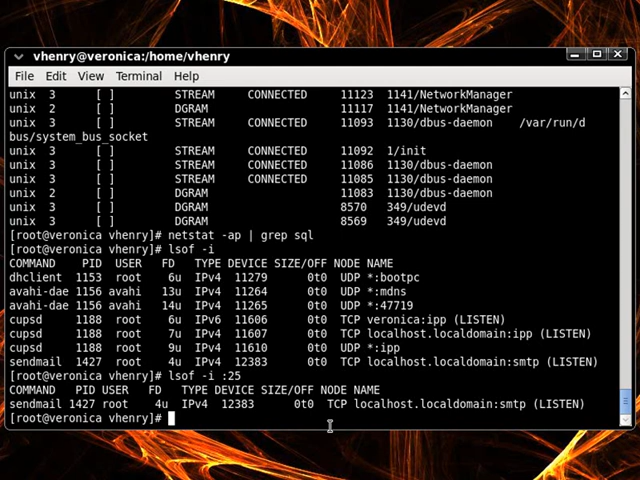 vhenry@veronica:/home/vhenry
File Edit View Terminal Help
unix 3 [ ] STREAM CONNECTED 11123 1141/NetworkManager
unix 2 [ ] DGRAM 11117 1141/NetworkManager
unix 3 [ ] STREAM CONNECTED 11093 1130/dbus-daemon /var/run/d
bus/system_bus_socket
unix 3 [ ] STREAM CONNECTED 11092 1/init
unix 3 [ ] STREAM CONNECTED 11086 1130/dbus-daemon
unix 3 [ ] STREAM CONNECTED 11085 1130/dbus-daemon
unix 2 [ ] DGRAM 11083 1130/dbus-daemon
unix 3 [ ] DGRAM 8570 349/udevd
unix 3 [ ] DGRAM 8569 349/udevd
[root@veronica vhenry]# netstat -ap | grep sql
[root@veronica vhenry]# lsof -i
COMMAND PID USER FD TYPE DEVICE SIZE/OFF NODE NAME
dhclient 1153 root 6u IPv4 11279 0t0 UDP *:bootpc
avahi-dae 1156 avahi 13u IPv4 11264 0t0 UDP *:mdns
avahi-dae 1156 avahi 14u IPv4 11265 0t0 UDP *:47719
cupsd 1188 root 6u IPv6 11606 0t0 TCP veronica:ipp (LISTEN)
cupsd 1188 root 7u IPv4 11607 0t0 TCP localhost.localdomain:ipp (LISTEN)
cupsd 1188 root 9u IPv4 11610 0t0 UDP *:ipp
sendmail 1427 root 4u IPv4 12383 0t0 TCP localhost.localdomain:smtp (LISTEN)
[root@veronica vhenry]# lsof -i :25
COMMAND PID USER FD TYPE DEVICE SIZE/OFF NODE NAME
sendmail 1427 root 4u IPv4 12383 0t0 TCP localhost.localdomain:smtp (LISTEN)
[root@veronica vhenry]#